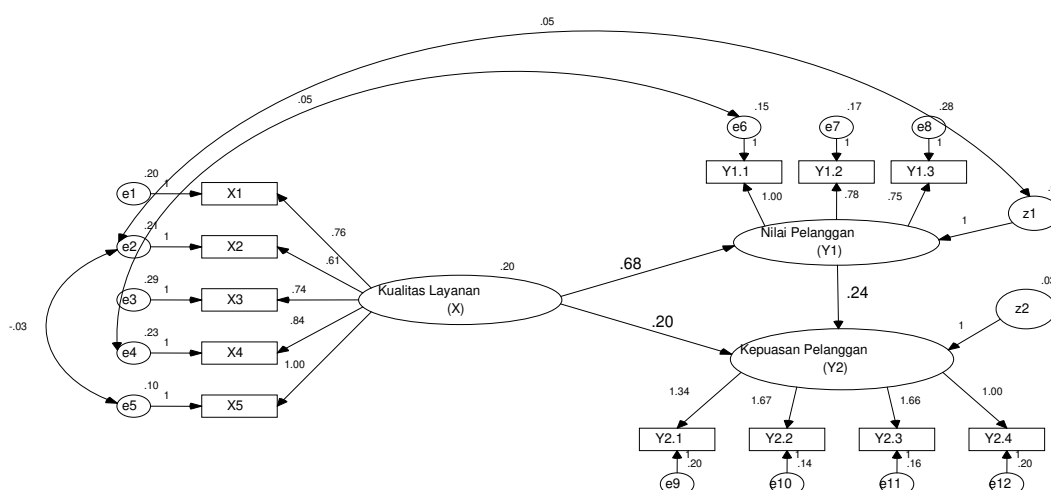 .05
.05
.15
.17
.28
e6
e7
e8
1
1
1
Y1.1
Y1.2
Y1.3
.20
1
e1
X1
1.00
.78
.75
z1
1
.76
.21
e2
1
X2
.61
Nilai Pelanggan
(Y1)
.20
.68
.29
e3
1
X3
.74
Kualitas Layanan
(X)
.24
z2
1
-.03
.23
e4
1
X4
.84
.20
Kepuasan Pelanggan
(Y2)
1.00
.10
e5
1
X5
1.34
1.67
1.66
1.00
Y2.1
Y2.2
Y2.3
Y2.4
1
1
1
1
.20
.14
.16
.20
e9
e10
e11
e12